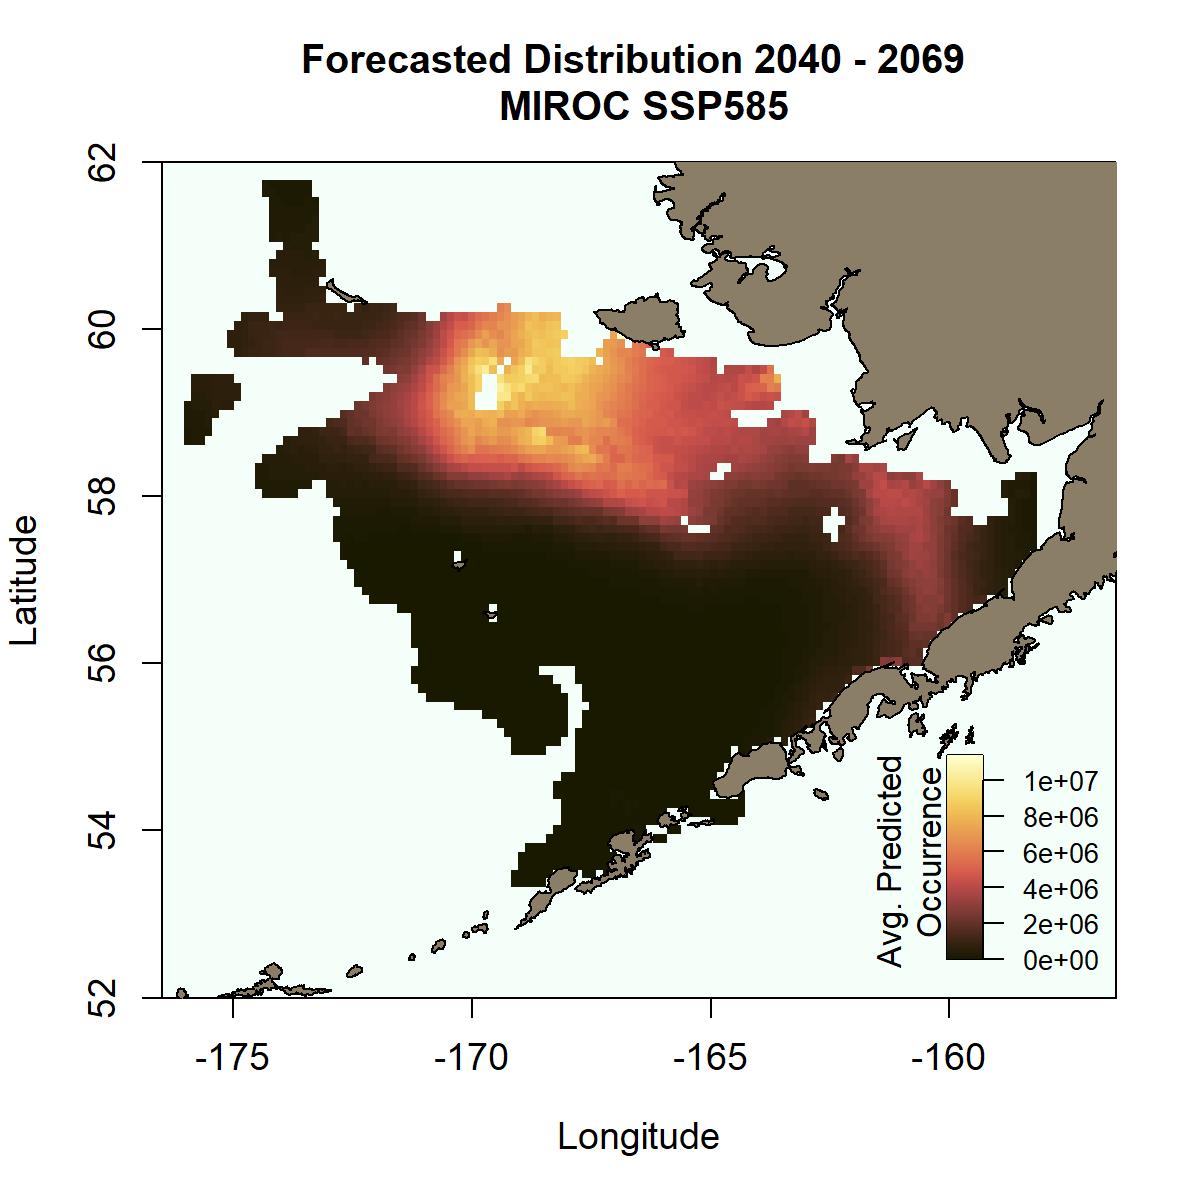 Forecasted Distribution 2040 - 2069
MIROC SSP585
62
60
58
56
54
52
Latitude
-175
-170
-165
-160
Longitude
Avg. Predicted
Occurrence
1e+07
8e+06
6e+06
4e+06
2e+06
0e+00